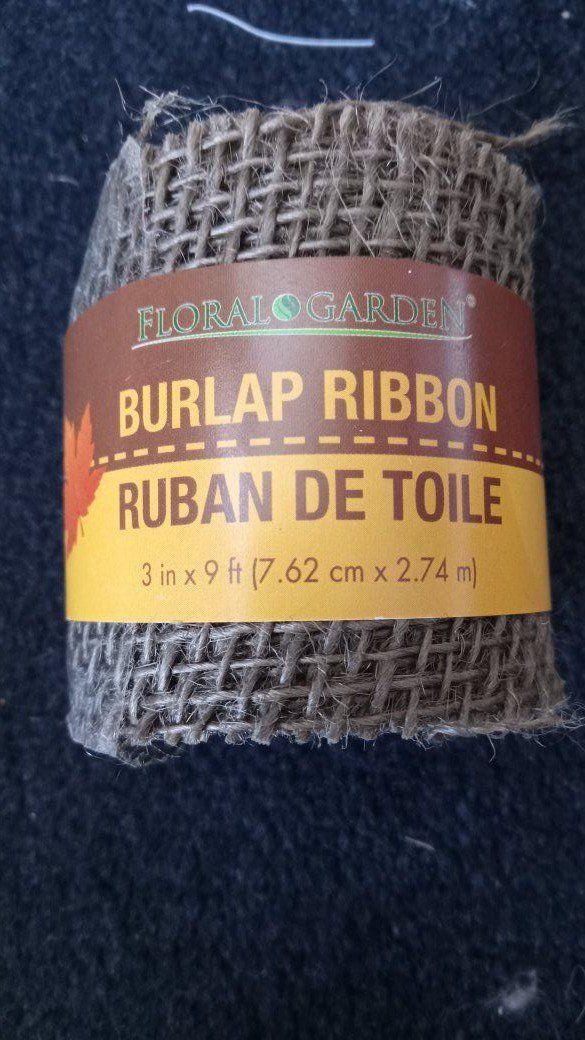 FLORAL GARDEN®
BURLAP RIBBON
RUBAN DE TOILE
3 in x 9 ft (7.62 cm x 2.74 m)